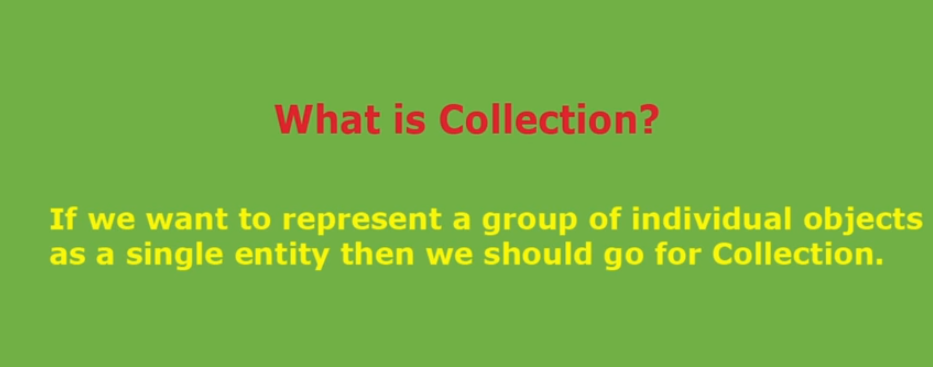 What is Collection?
If we want to represent a group of individual objects
as a single entity then we should go for Collection.